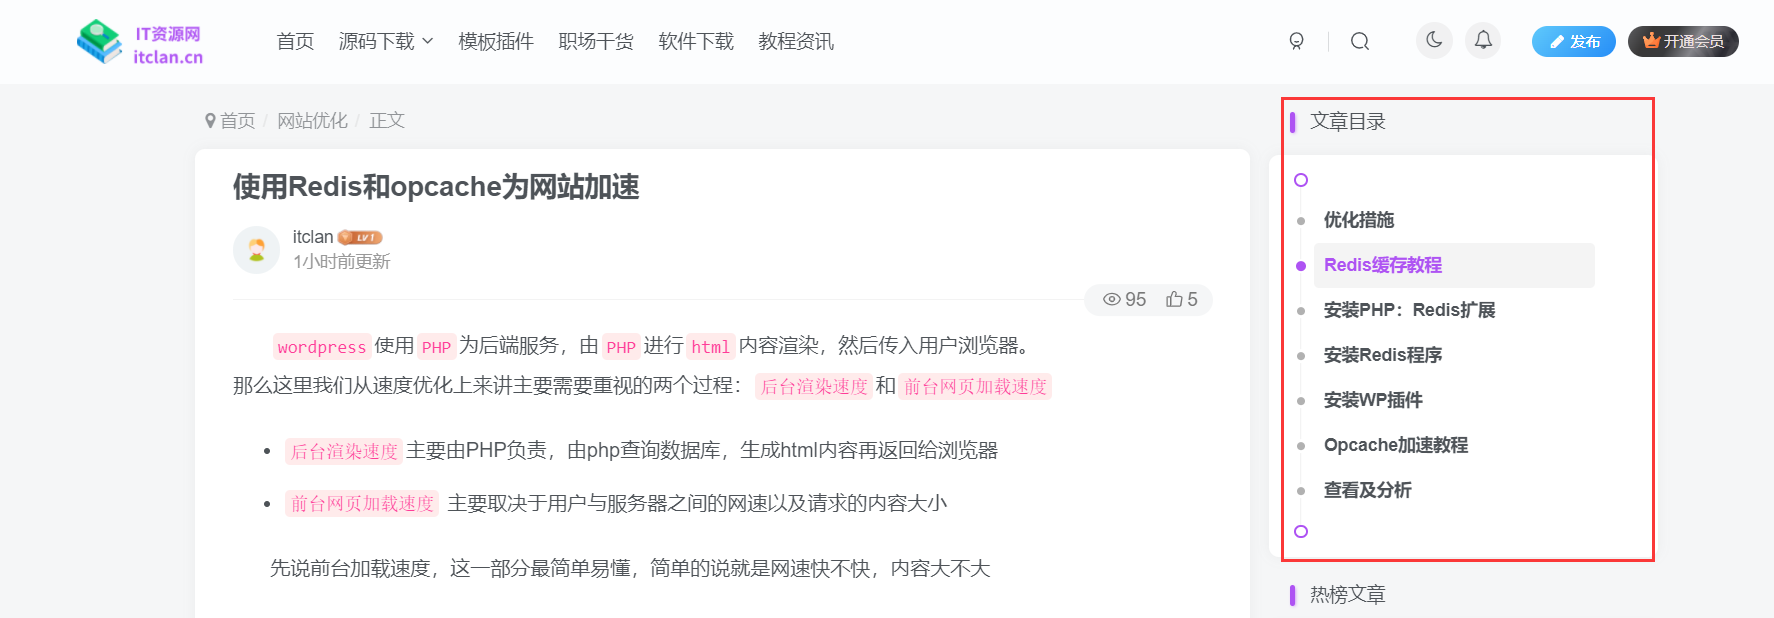 IT资源网
itclan.cn
首页 源码下载 模板插件 职场干货 软件下载 教程资讯
发布 开通会员
首页 / 网站优化 / 正文
使用Redis和opcache为网站加速
itclan LV1
1小时前更新
95 5
wordpress 使用 PHP 为后端服务，由 PHP 进行 html 内容渲染，然后传入用户浏览器。
那么这里我们从速度优化上来讲主要需要重视的两个过程：后台渲染速度 和 前台网页加载速度
• 后台渲染速度 主要由PHP负责，由php查询数据库，生成html内容再返回给浏览器
• 前台网页加载速度 主要取决于用户与服务器之间的网速以及请求的内容大小
先说前台加载速度，这一部分最简单易懂，简单的说就是网速快不快，内容大不大
文章目录
优化措施
Redis缓存教程
安装PHP：Redis扩展
安装Redis程序
安装WP插件
Opcache加速教程
查看及分析
热榜文章